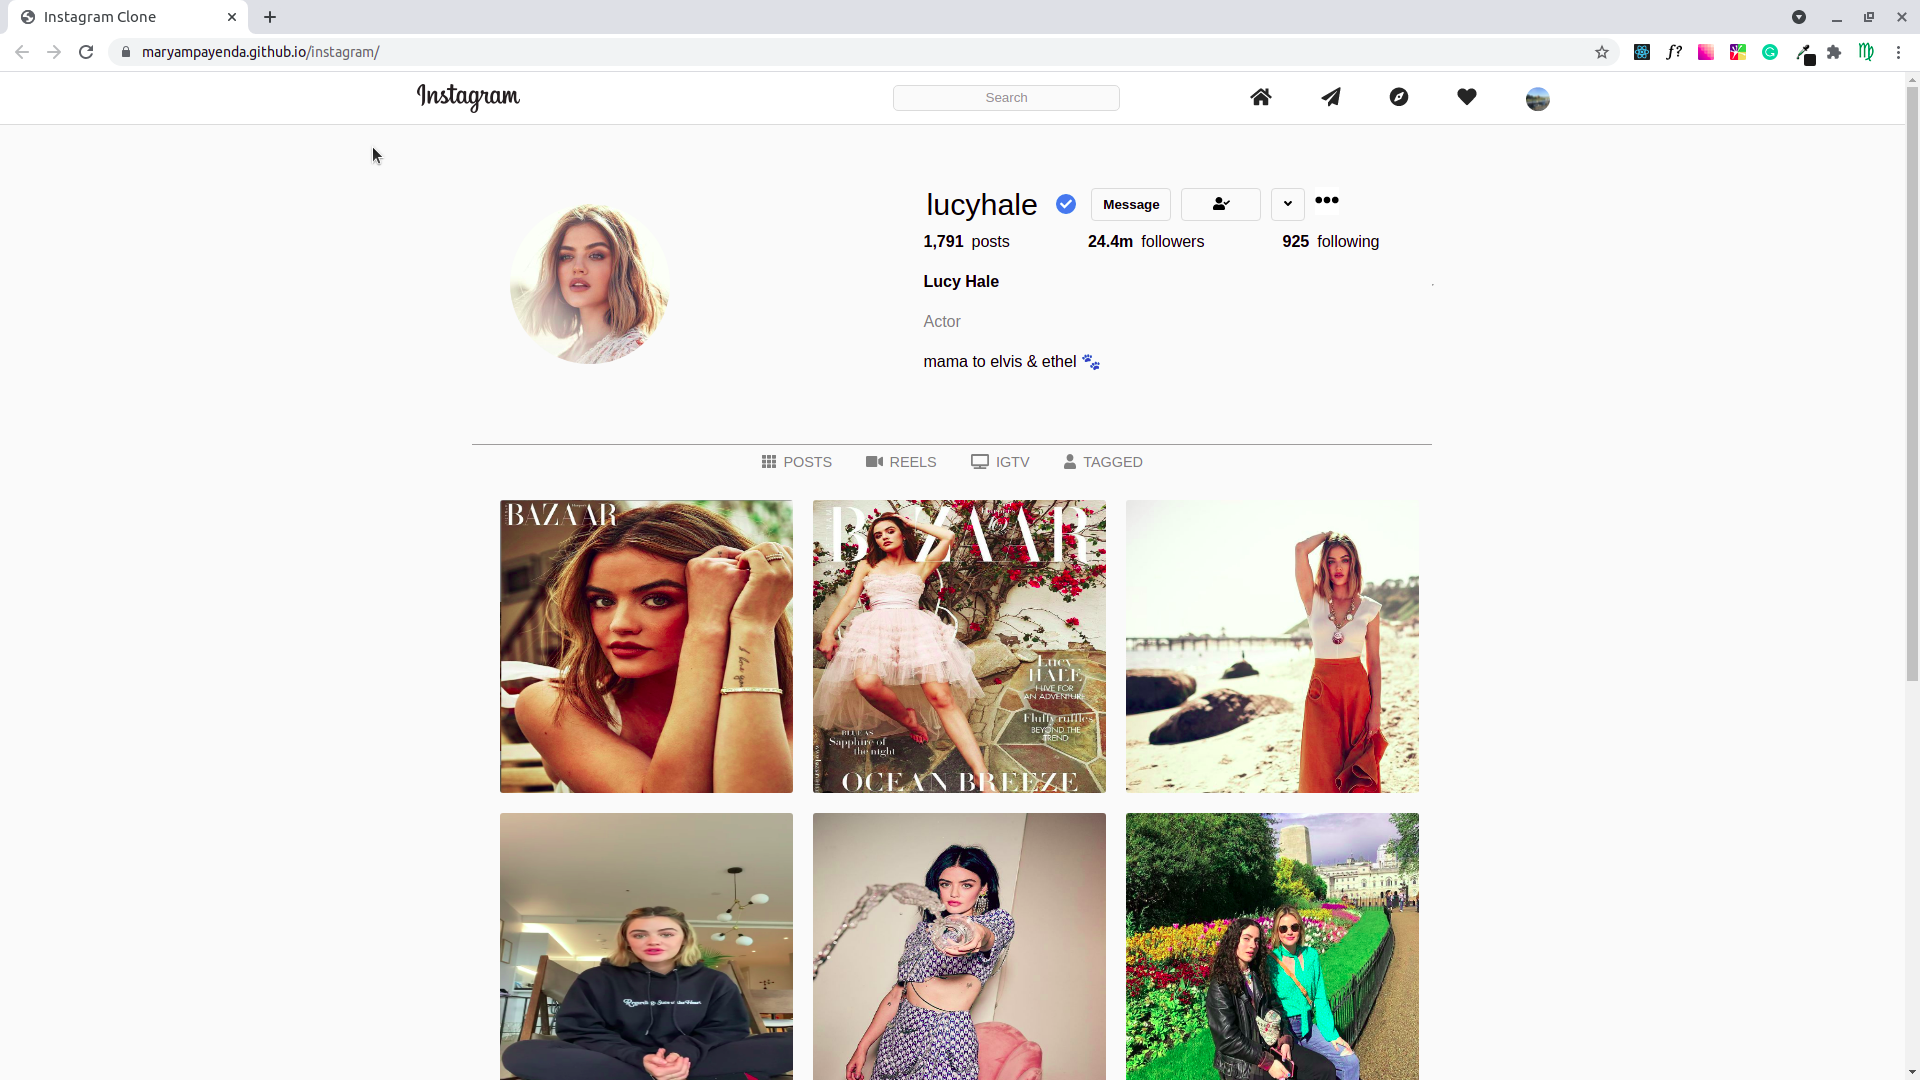 Instagram Clone
maryampayenda.github.io/instagram/
f?
Instagram
Search
lucyhale
Message
1,791 posts
24.4m followers
925 following
Lucy Hale
Actor
mama to elvis & ethel 🐾
POSTS
REELS
IGTV
TAGGED
BAZAAR
BAZAAR
Lucy
HALE
HIVE FOR
AN ADVENTURE
Fluffy ruffles
BEYOND THE
TREND
Sapphire of
the night
OCEAN BREEZE